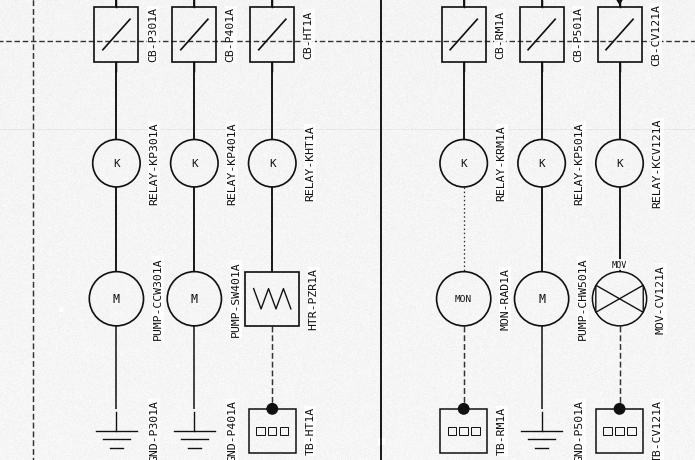 CB-P301A
CB-P401A
CB-HT1A
CB-RM1A
CB-P501A
CB-CV121A
K
RELAY-KP301A
K
RELAY-KP401A
K
RELAY-KHT1A
K
RELAY-KRM1A
K
RELAY-KP501A
K
RELAY-KCV121A
M
PUMP-CCW301A
M
PUMP-SW401A
HTR-PZR1A
MON
MON-RAD1A
M
PUMP-CHW501A
MOV
MOV-CV121A
GND-P301A
GND-P401A
TB-HT1A
TB-RM1A
GND-P501A
TB-CV121A